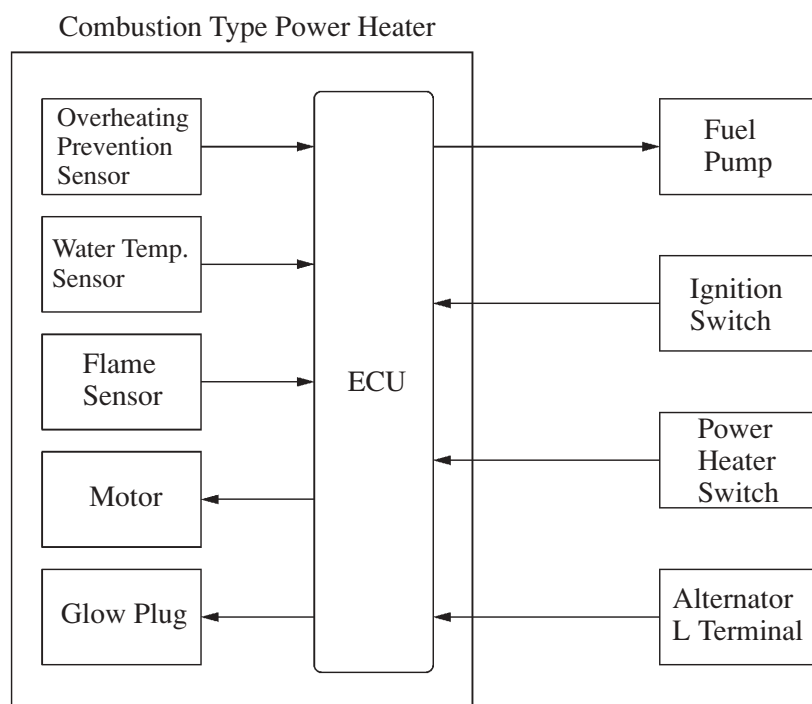 Combustion Type Power Heater
Overheating
Prevention
Sensor
Water Temp.
Sensor
Flame
Sensor
Motor
Glow Plug
ECU
Fuel
Pump
Ignition
Switch
Power
Heater
Switch
Alternator
L Terminal